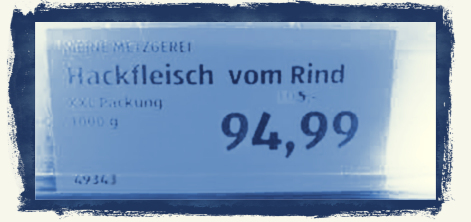 MEINE METZGEREI
Hackfleisch vom Rind
XXL Packung
1000 g
94,99
49343